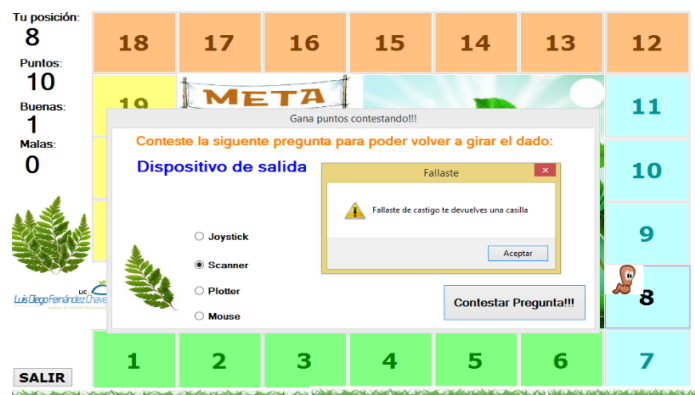 Tu posición:
8
Puntos:
10
Buenas:
1
Malas:
0
18 17 16 15 14 13 12
19 META 11
Gana puntos contestando!!!
Conteste la siguente pregunta para poder volver a girar el dado:
Dispositivo de salida
Fallaste
Fallaste de castigo te devuelves una casilla
Aceptar
10
Joystick
Scanner
Plotter
Mouse
Contestar Pregunta!!!
9
8
LIC.
Luis Diego Fernández
1 2 3 4 5 6 7
SALIR